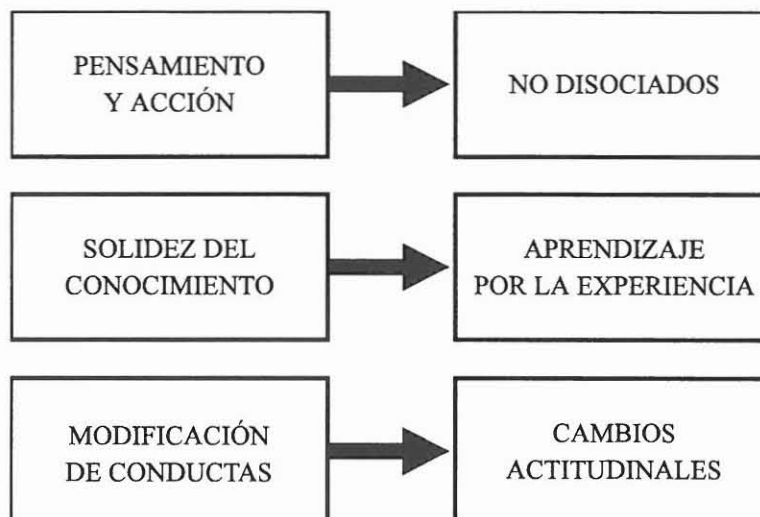 PENSAMIENTO
Y ACCIÓN
NO DISOCIADOS
SOLIDEZ DEL
CONOCIMIENTO
APRENDIZAJE
POR LA EXPERIENCIA
MODIFICACIÓN
DE CONDUCTAS
CAMBIOS
ACTITUDINALES